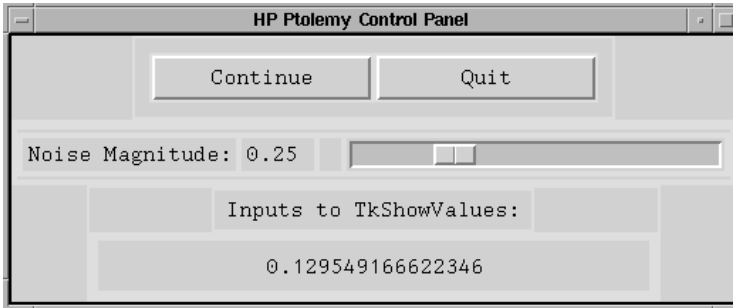 HP Ptolemy Control Panel
Continue Quit
Noise Magnitude: 0.25
Inputs to TkShowValues:
0.129549166622346